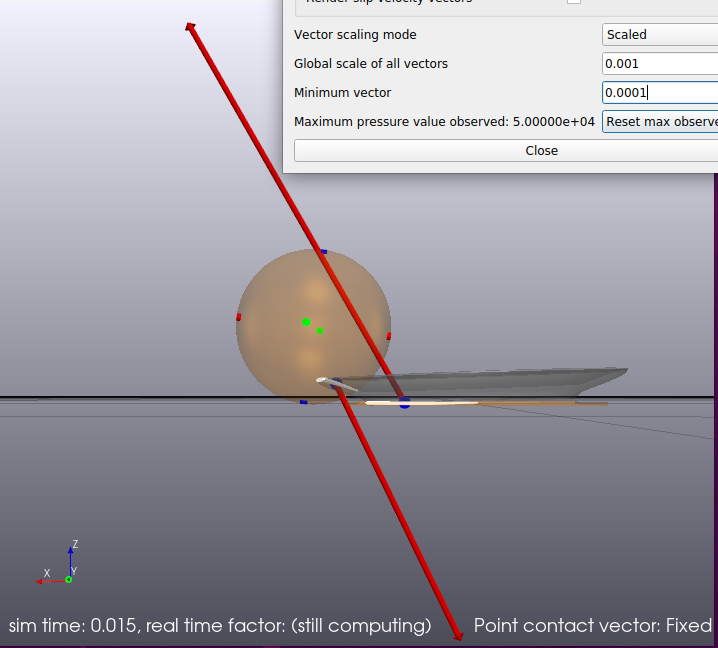 Render slip velocity vectors
Vector scaling mode Scaled
Global scale of all vectors 0.001
Minimum vector 0.0001
Maximum pressure value observed: 5.00000e+04 Reset max observe
Close
Z
X Y
sim time: 0.015, real time factor: (still computing) Point contact vector: Fixed